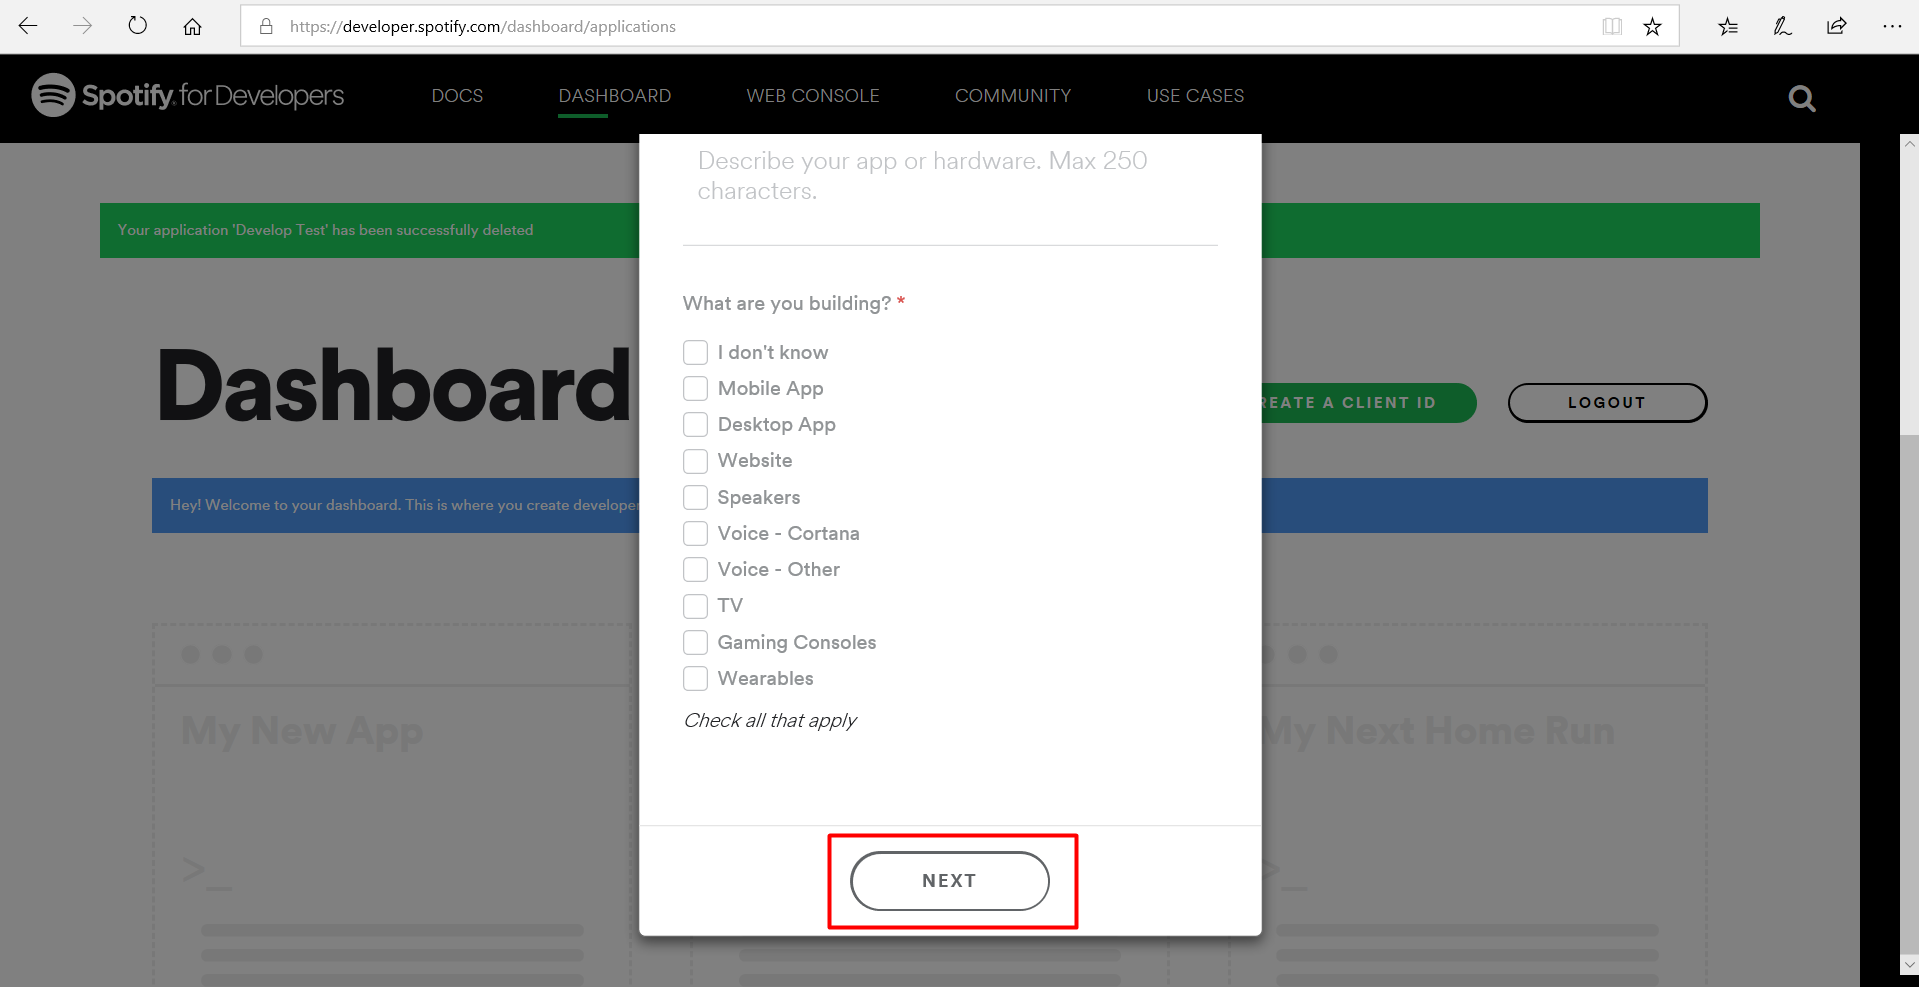 https://developer.spotify.com/dashboard/applications
Spotify for Developers
DOCS
DASHBOARD
WEB CONSOLE
COMMUNITY
USE CASES
Describe your app or hardware. Max 250
characters.
Your application 'Develop Test' has been successfully deleted
What are you building? *
I don't know
Mobile App
Desktop App
Website
Speakers
Voice - Cortana
Voice - Other
TV
Gaming Consoles
Wearables
Check all that apply
NEXT
Dashboard
REATE A CLIENT ID
LOGOUT
Hey! Welcome to your dashboard. This is where you create developer
My New App
>_
My Next Home Run
>_